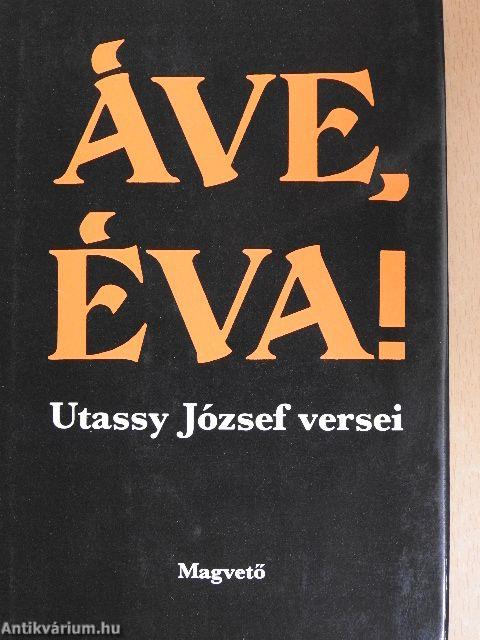 ÁVE,
ÉVA!
Utassy József versei
Magvető
Antikvárium.hu